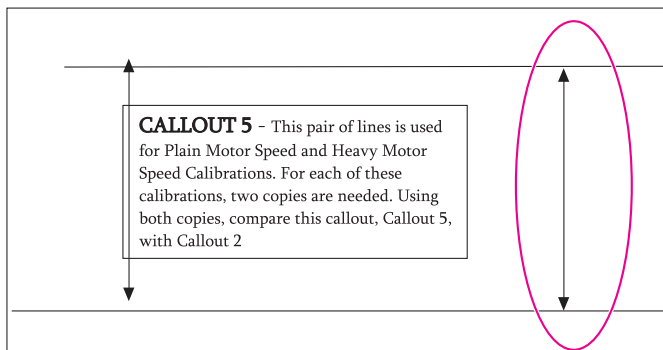 CALLOUT 5 - This pair of lines is used
for Plain Motor Speed and Heavy Motor
Speed Calibrations. For each of these
calibrations, two copies are needed. Using
both copies, compare this callout, Callout 5,
with Callout 2